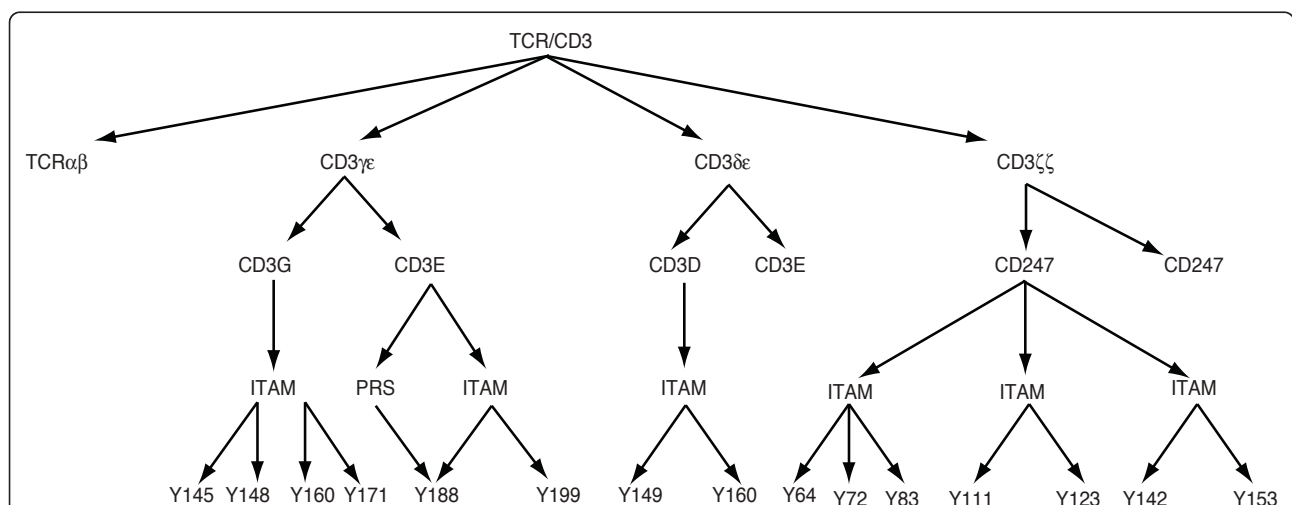 TCR/CD3
TCRαβ CD3γε CD3δε CD3ζζ
CD3G CD3E CD3D CD3E CD247 CD247
ITAM PRS ITAM ITAM ITAM ITAM ITAM
Y145 Y148 Y160 Y171 Y188 Y199 Y149 Y160 Y64 Y72 Y83 Y111 Y123 Y142 Y153